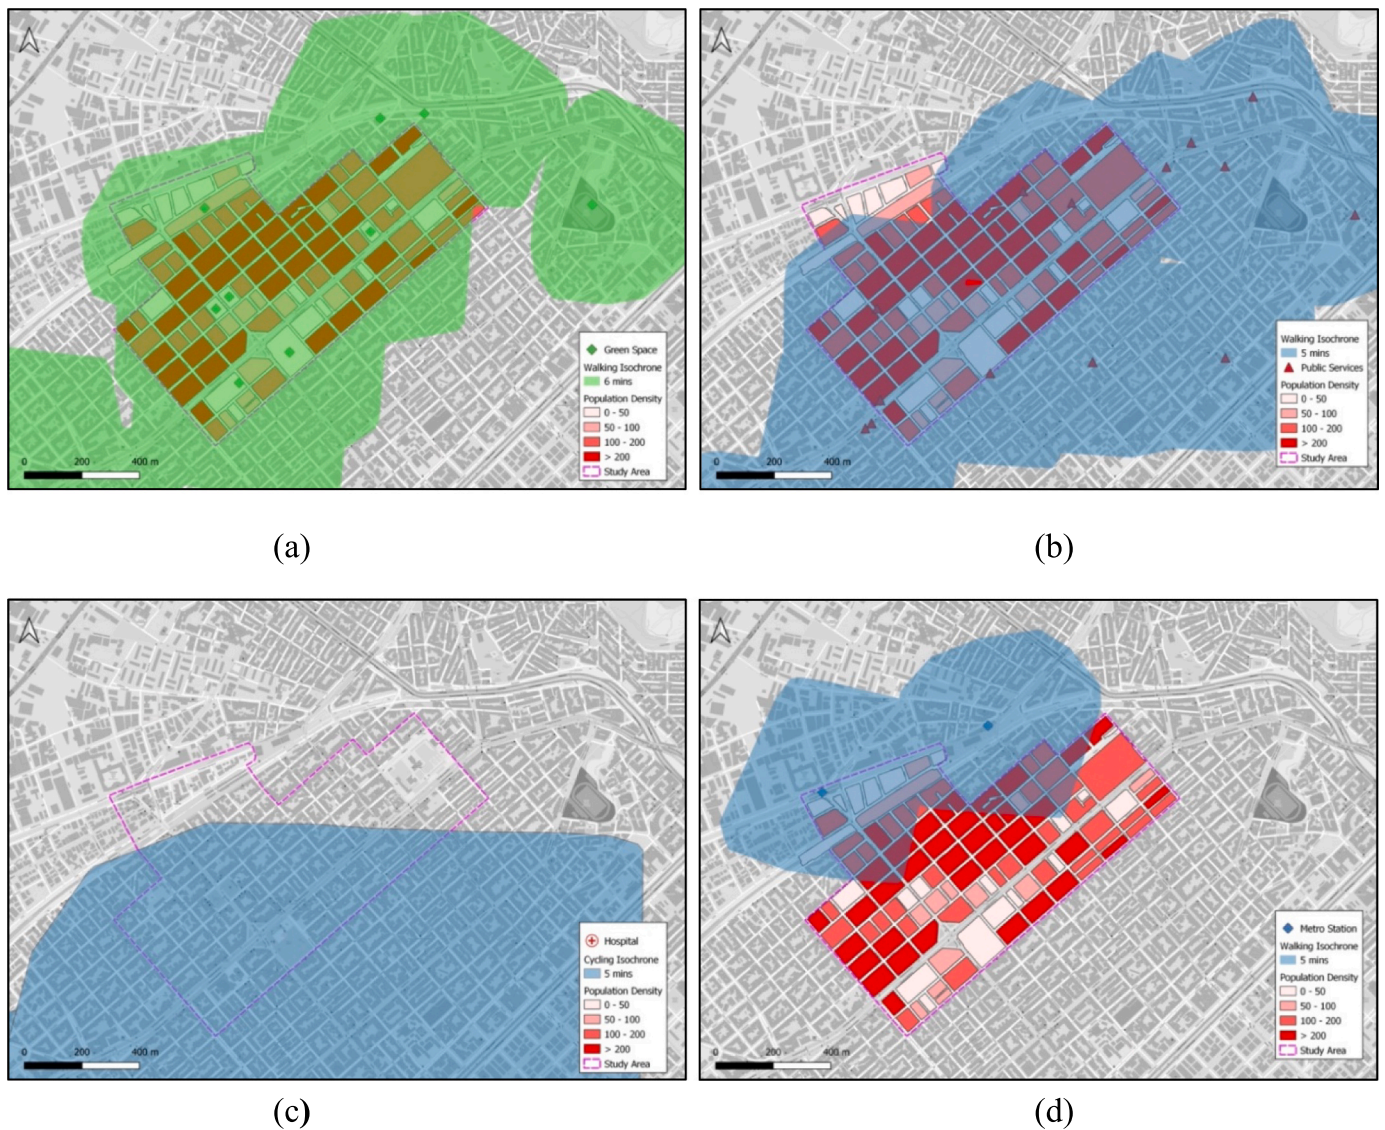 Green Space
Walking Isochrone
6 mins
Population Density
0 - 50
50 - 100
100 - 200
> 200
Study Area
0 200 400 m
Walking Isochrone
5 mins
Public Services
Population Density
0 - 50
50 - 100
100 - 200
> 200
Study Area
0 200 400 m
(a)
(b)
Hospital
Cycling Isochrone
5 mins
Population Density
0 - 50
50 - 100
100 - 200
> 200
Study Area
0 200 400 m
Metro Station
Walking Isochrone
5 mins
Population Density
0 - 50
50 - 100
100 - 200
> 200
Study Area
0 200 400 m
(c)
(d)